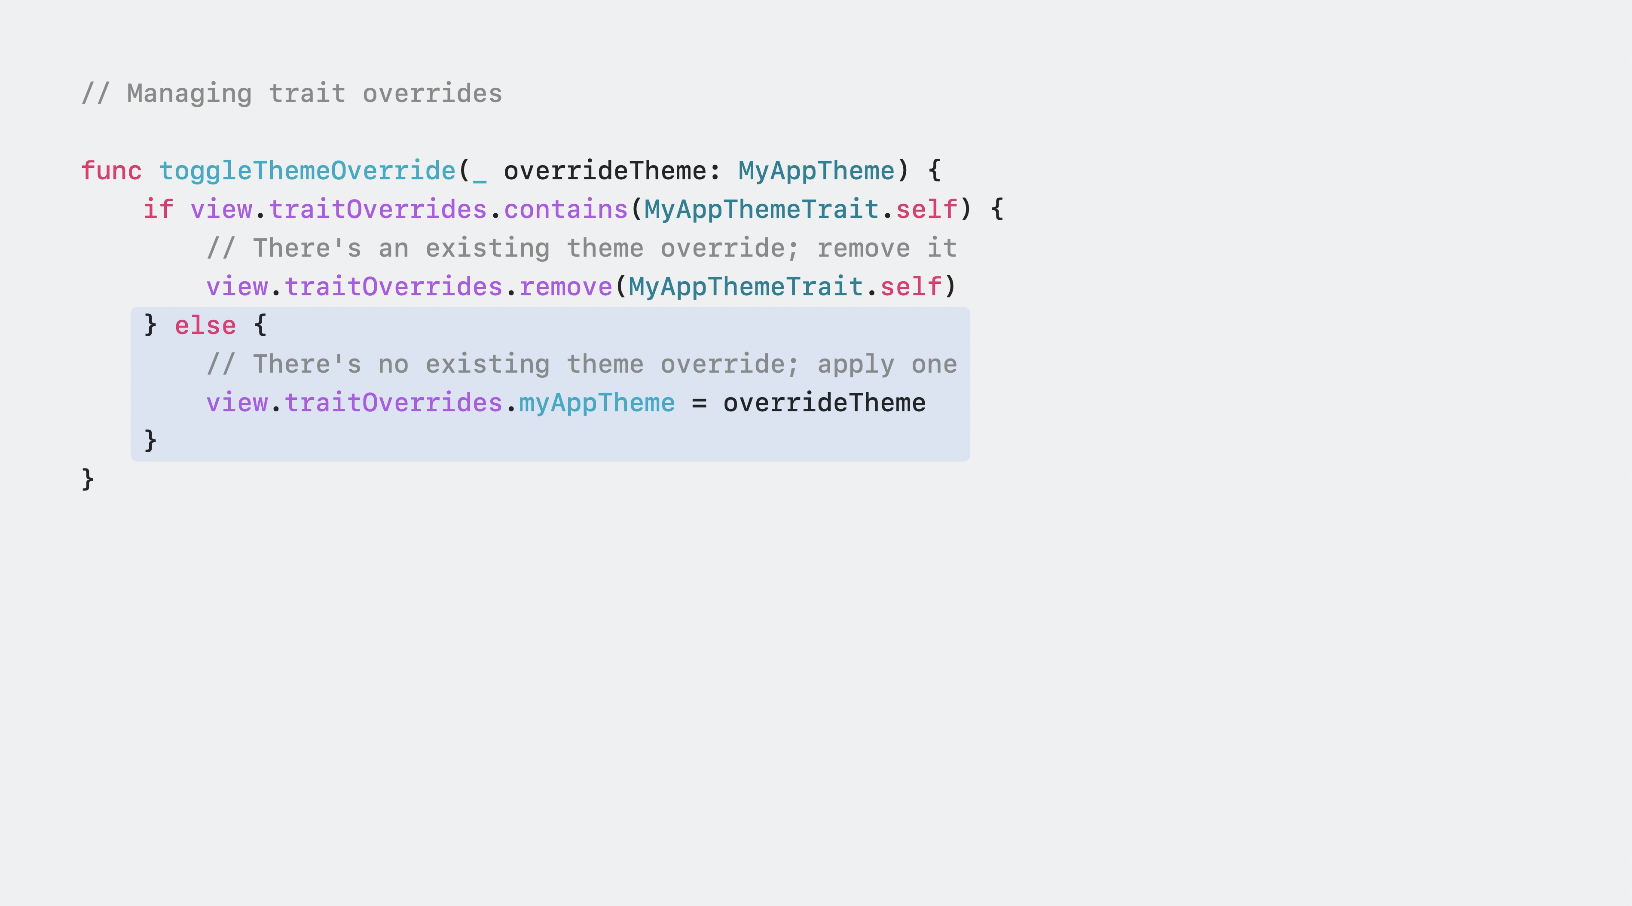 // Managing trait overrides
func toggleThemeOverride(_ overrideTheme: MyAppTheme) {
    if view.traitOverrides.contains(MyAppThemeTrait.self) {
        // There's an existing theme override; remove it
        view.traitOverrides.remove(MyAppThemeTrait.self)
    } else {
        // There's no existing theme override; apply one
        view.traitOverrides.myAppTheme = overrideTheme
    }
}